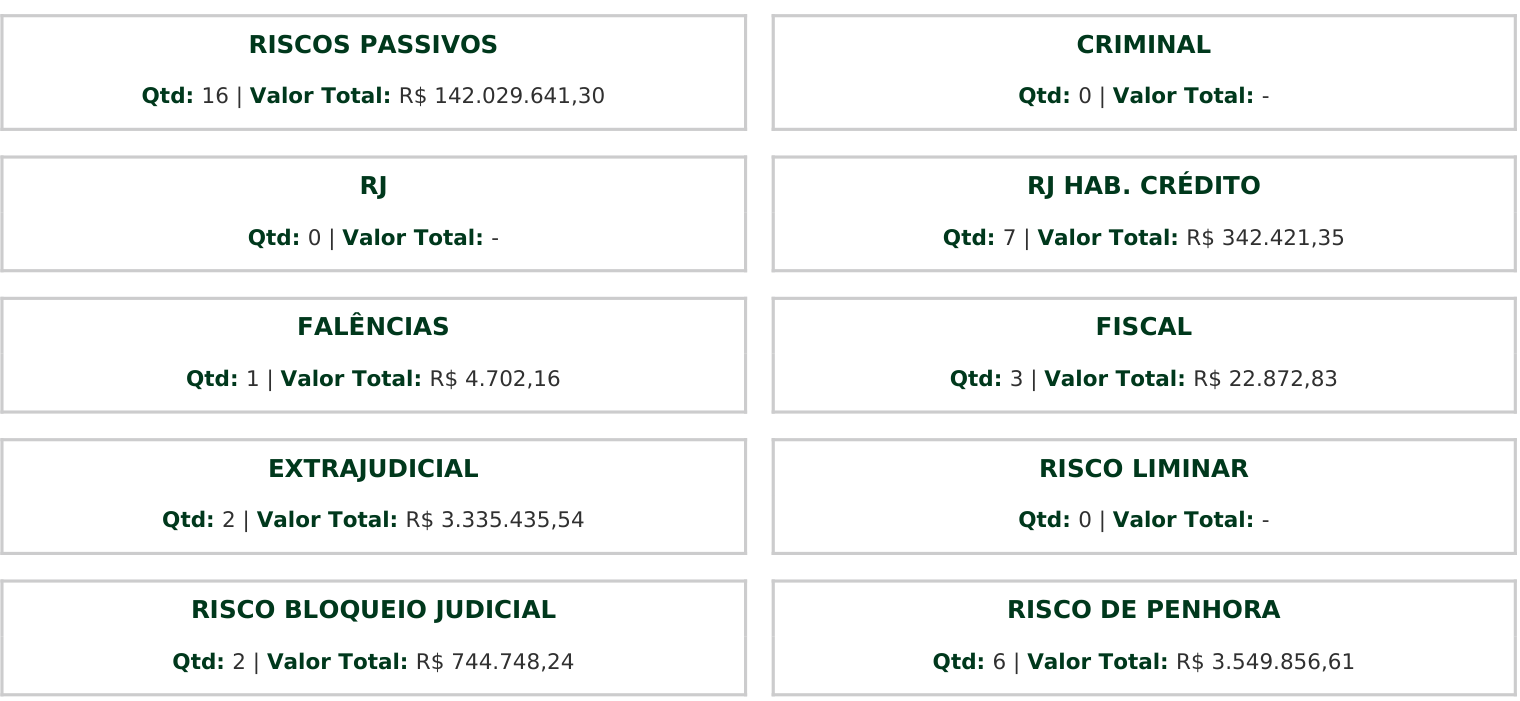 RISCOS PASSIVOS
Qtd: 16 | Valor Total: R$ 142.029.641,30
CRIMINAL
Qtd: 0 | Valor Total: -
RJ
Qtd: 0 | Valor Total: -
RJ HAB. CRÉDITO
Qtd: 7 | Valor Total: R$ 342.421,35
FALÊNCIAS
Qtd: 1 | Valor Total: R$ 4.702,16
FISCAL
Qtd: 3 | Valor Total: R$ 22.872,83
EXTRAJUDICIAL
Qtd: 2 | Valor Total: R$ 3.335.435,54
RISCO LIMINAR
Qtd: 0 | Valor Total: -
RISCO BLOQUEIO JUDICIAL
Qtd: 2 | Valor Total: R$ 744.748,24
RISCO DE PENHORA
Qtd: 6 | Valor Total: R$ 3.549.856,61